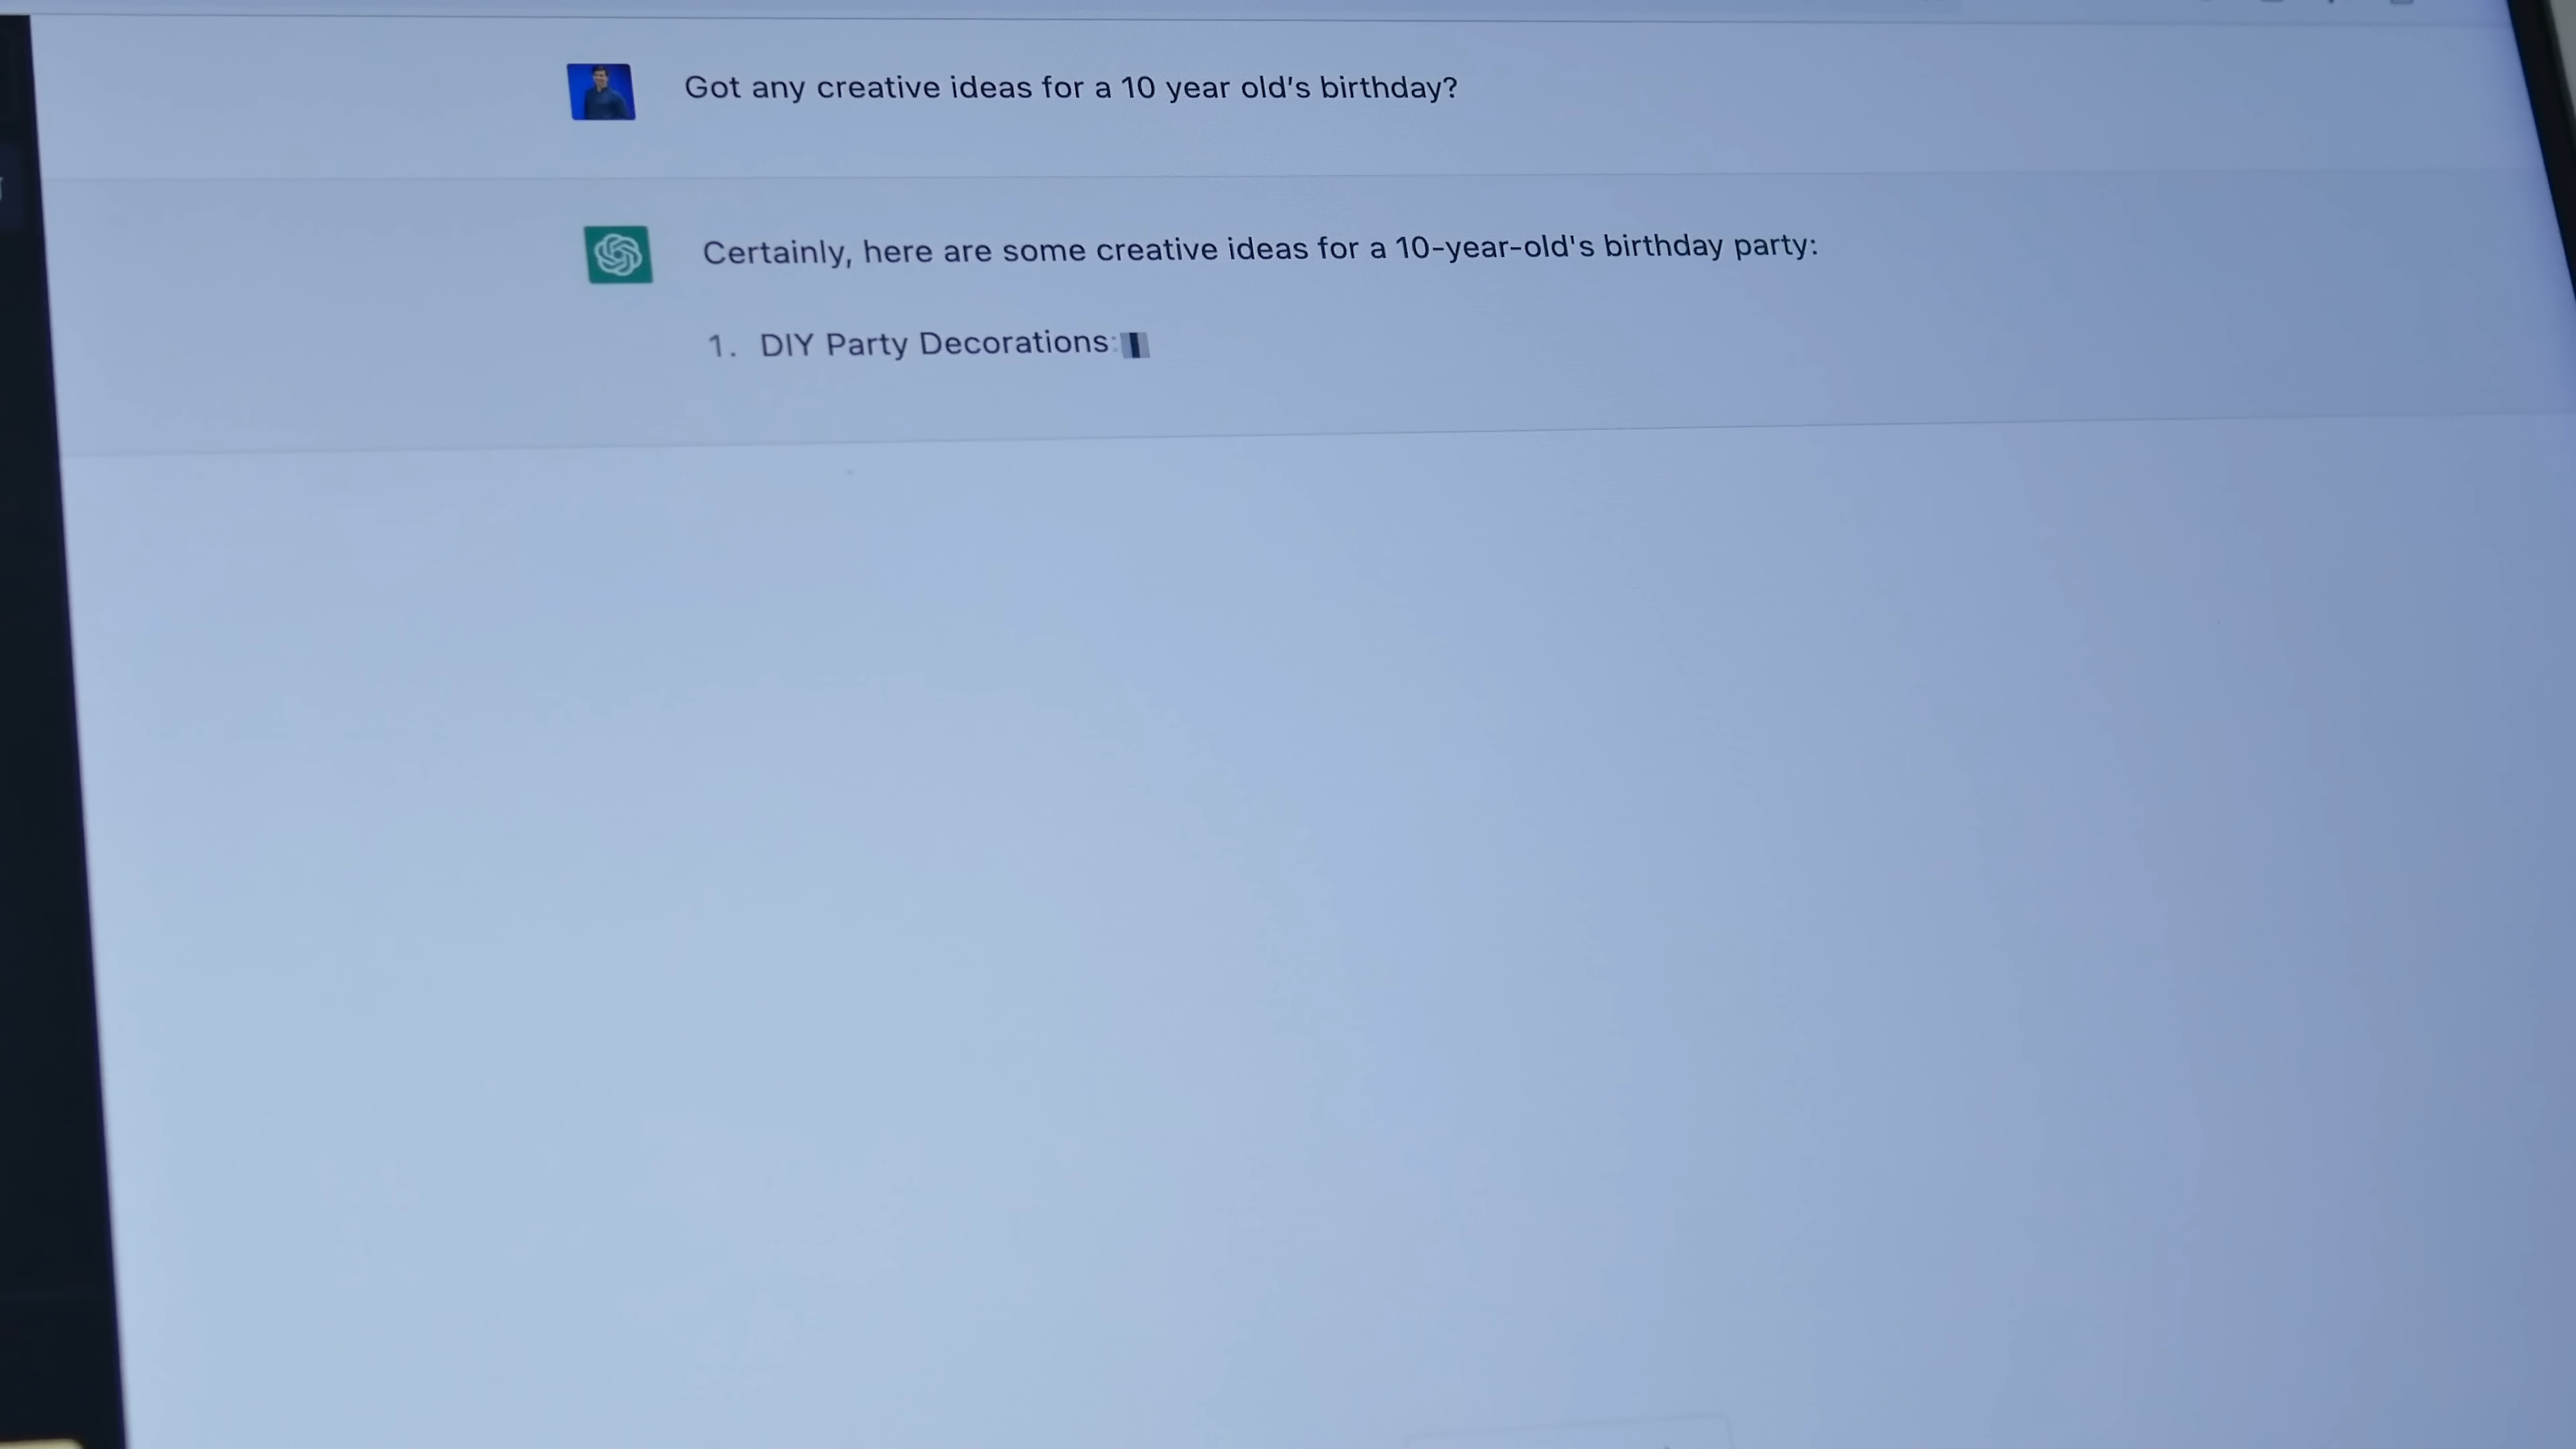 Got any creative ideas for a 10 year old's birthday?
Certainly, here are some creative ideas for a 10-year-old's birthday party:
1. DIY Party Decorations: